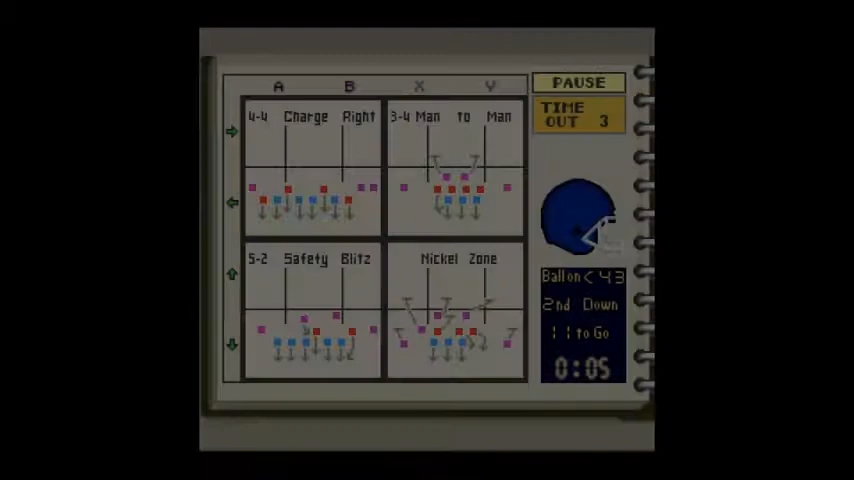 A B X Y
PAUSE
TIME
OUT 3
4-4 Charge Right
3-4 Man to Man
5-2 Safety Blitz
Nickel Zone
Ball on < 43
2nd Down
11 to Go
0:05